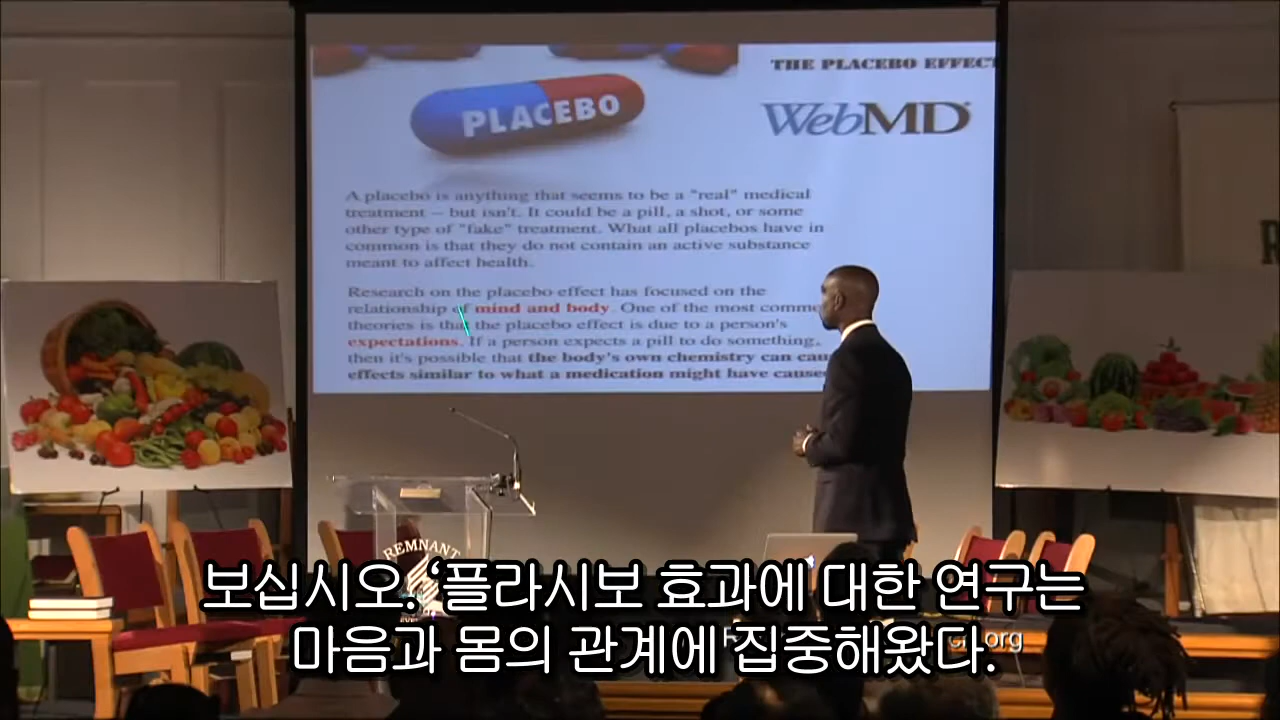 THE PLACEBO EFFECT
PLACEBO
WebMD
A placebo is anything that seems to be a "real" medical
treatment – but isn't. It could be a pill, a shot, or some
other type of "fake" treatment. What all placebos have in
common is that they do not contain an active substance
meant to affect health.
Research on the placebo effect has focused on the
relationship of mind and body. One of the most
theories is that the placebo effect is due to a person's
expectations. If a person expects a pill to do something,
then it's possible that the body's own chemistry can
effects similar to what a medication might have
REMNANT
보십시오. ‘플라시보 효과에 대한 연구는
마음과 몸의 관계에 집중해왔다.
.org